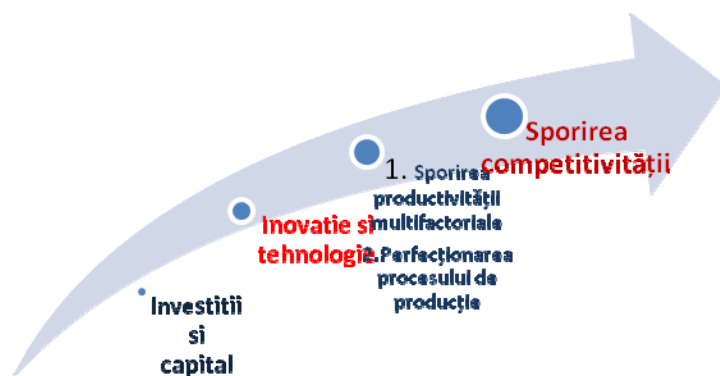 Investitii
si
capital
Inovatie si
tehnologie
1. Sporirea
productivității
multifactoriale
2.Perfecționarea
procesului de
producție
Sporirea
competitivității